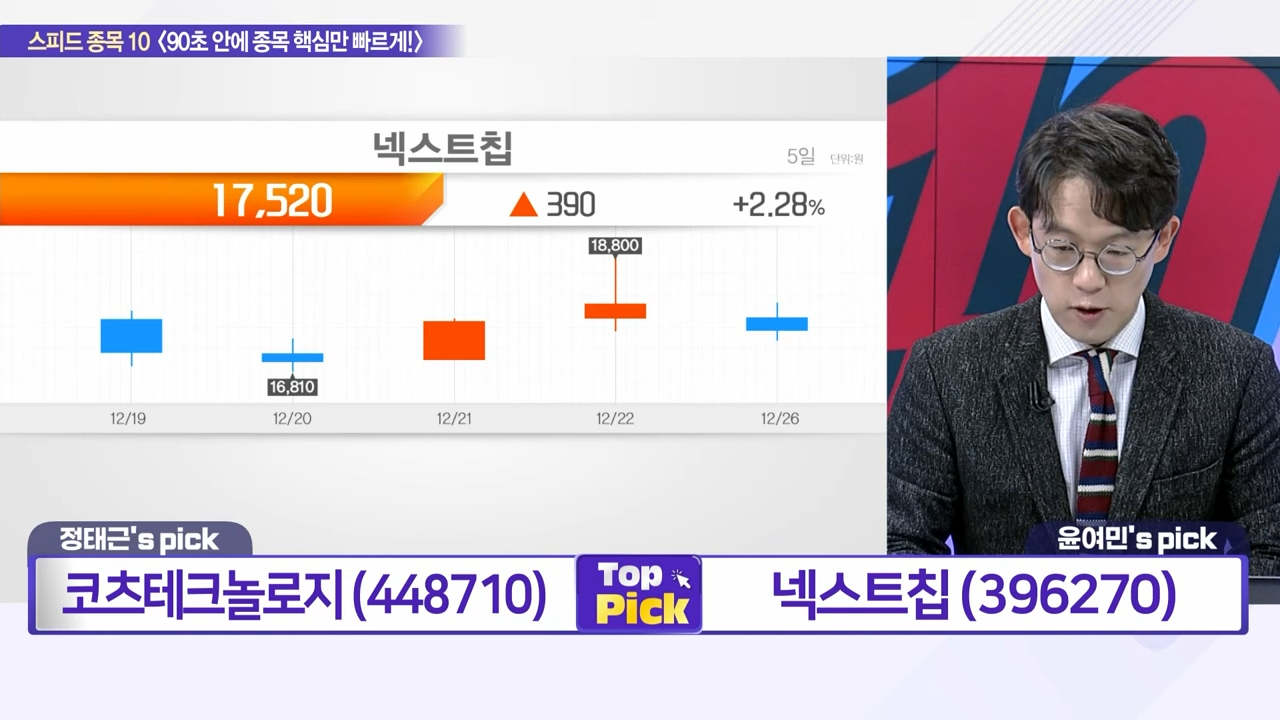 스피드 종목 10 〈90초 안에 종목 핵심만 빠르게!〉
넥스트칩
5일 단위:원
17,520 ▲ 390 +2.28%
18,800
16,810
12/19 12/20 12/21 12/22 12/26
정태근's pick
코츠테크놀로지 (448710)
Top Pick
윤여민's pick
넥스트칩 (396270)